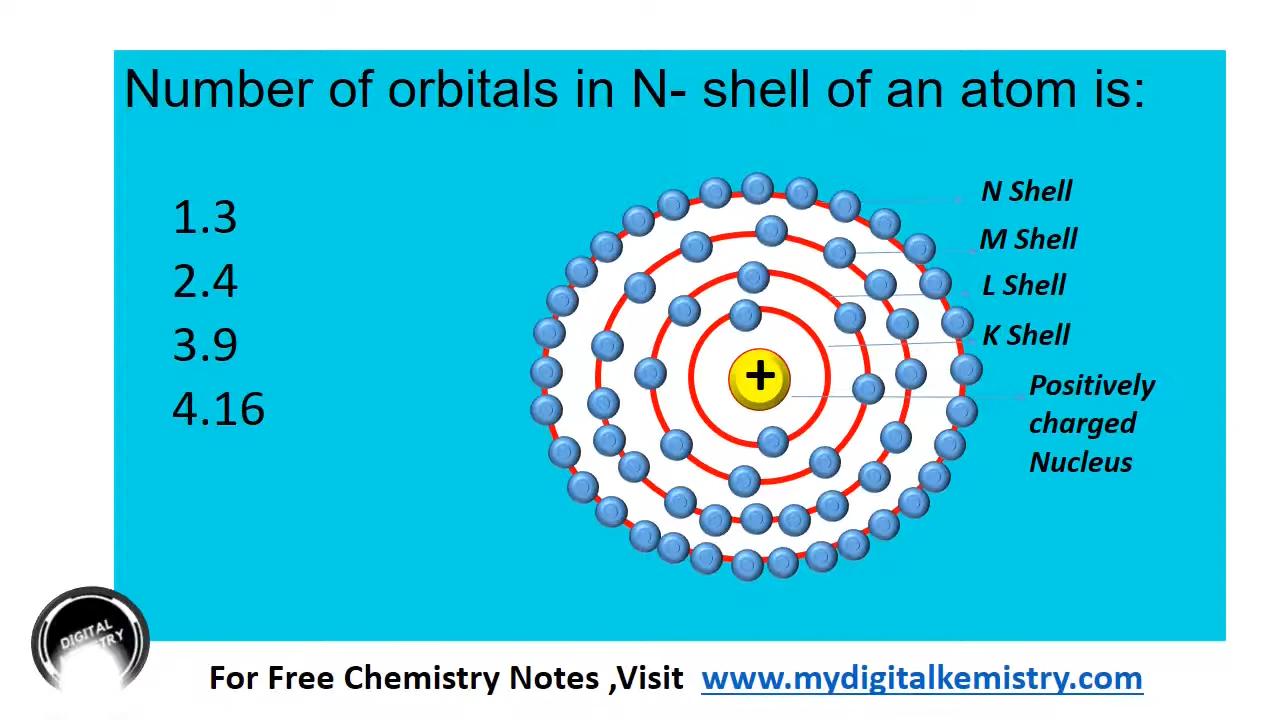 Number of orbitals in N- shell of an atom is:
1.3
2.4
3.9
4.16
N Shell
M Shell
L Shell
K Shell
+
Positively
charged
Nucleus
DIGITAL
For Free Chemistry Notes ,Visit www.mydigitalkemistry.com